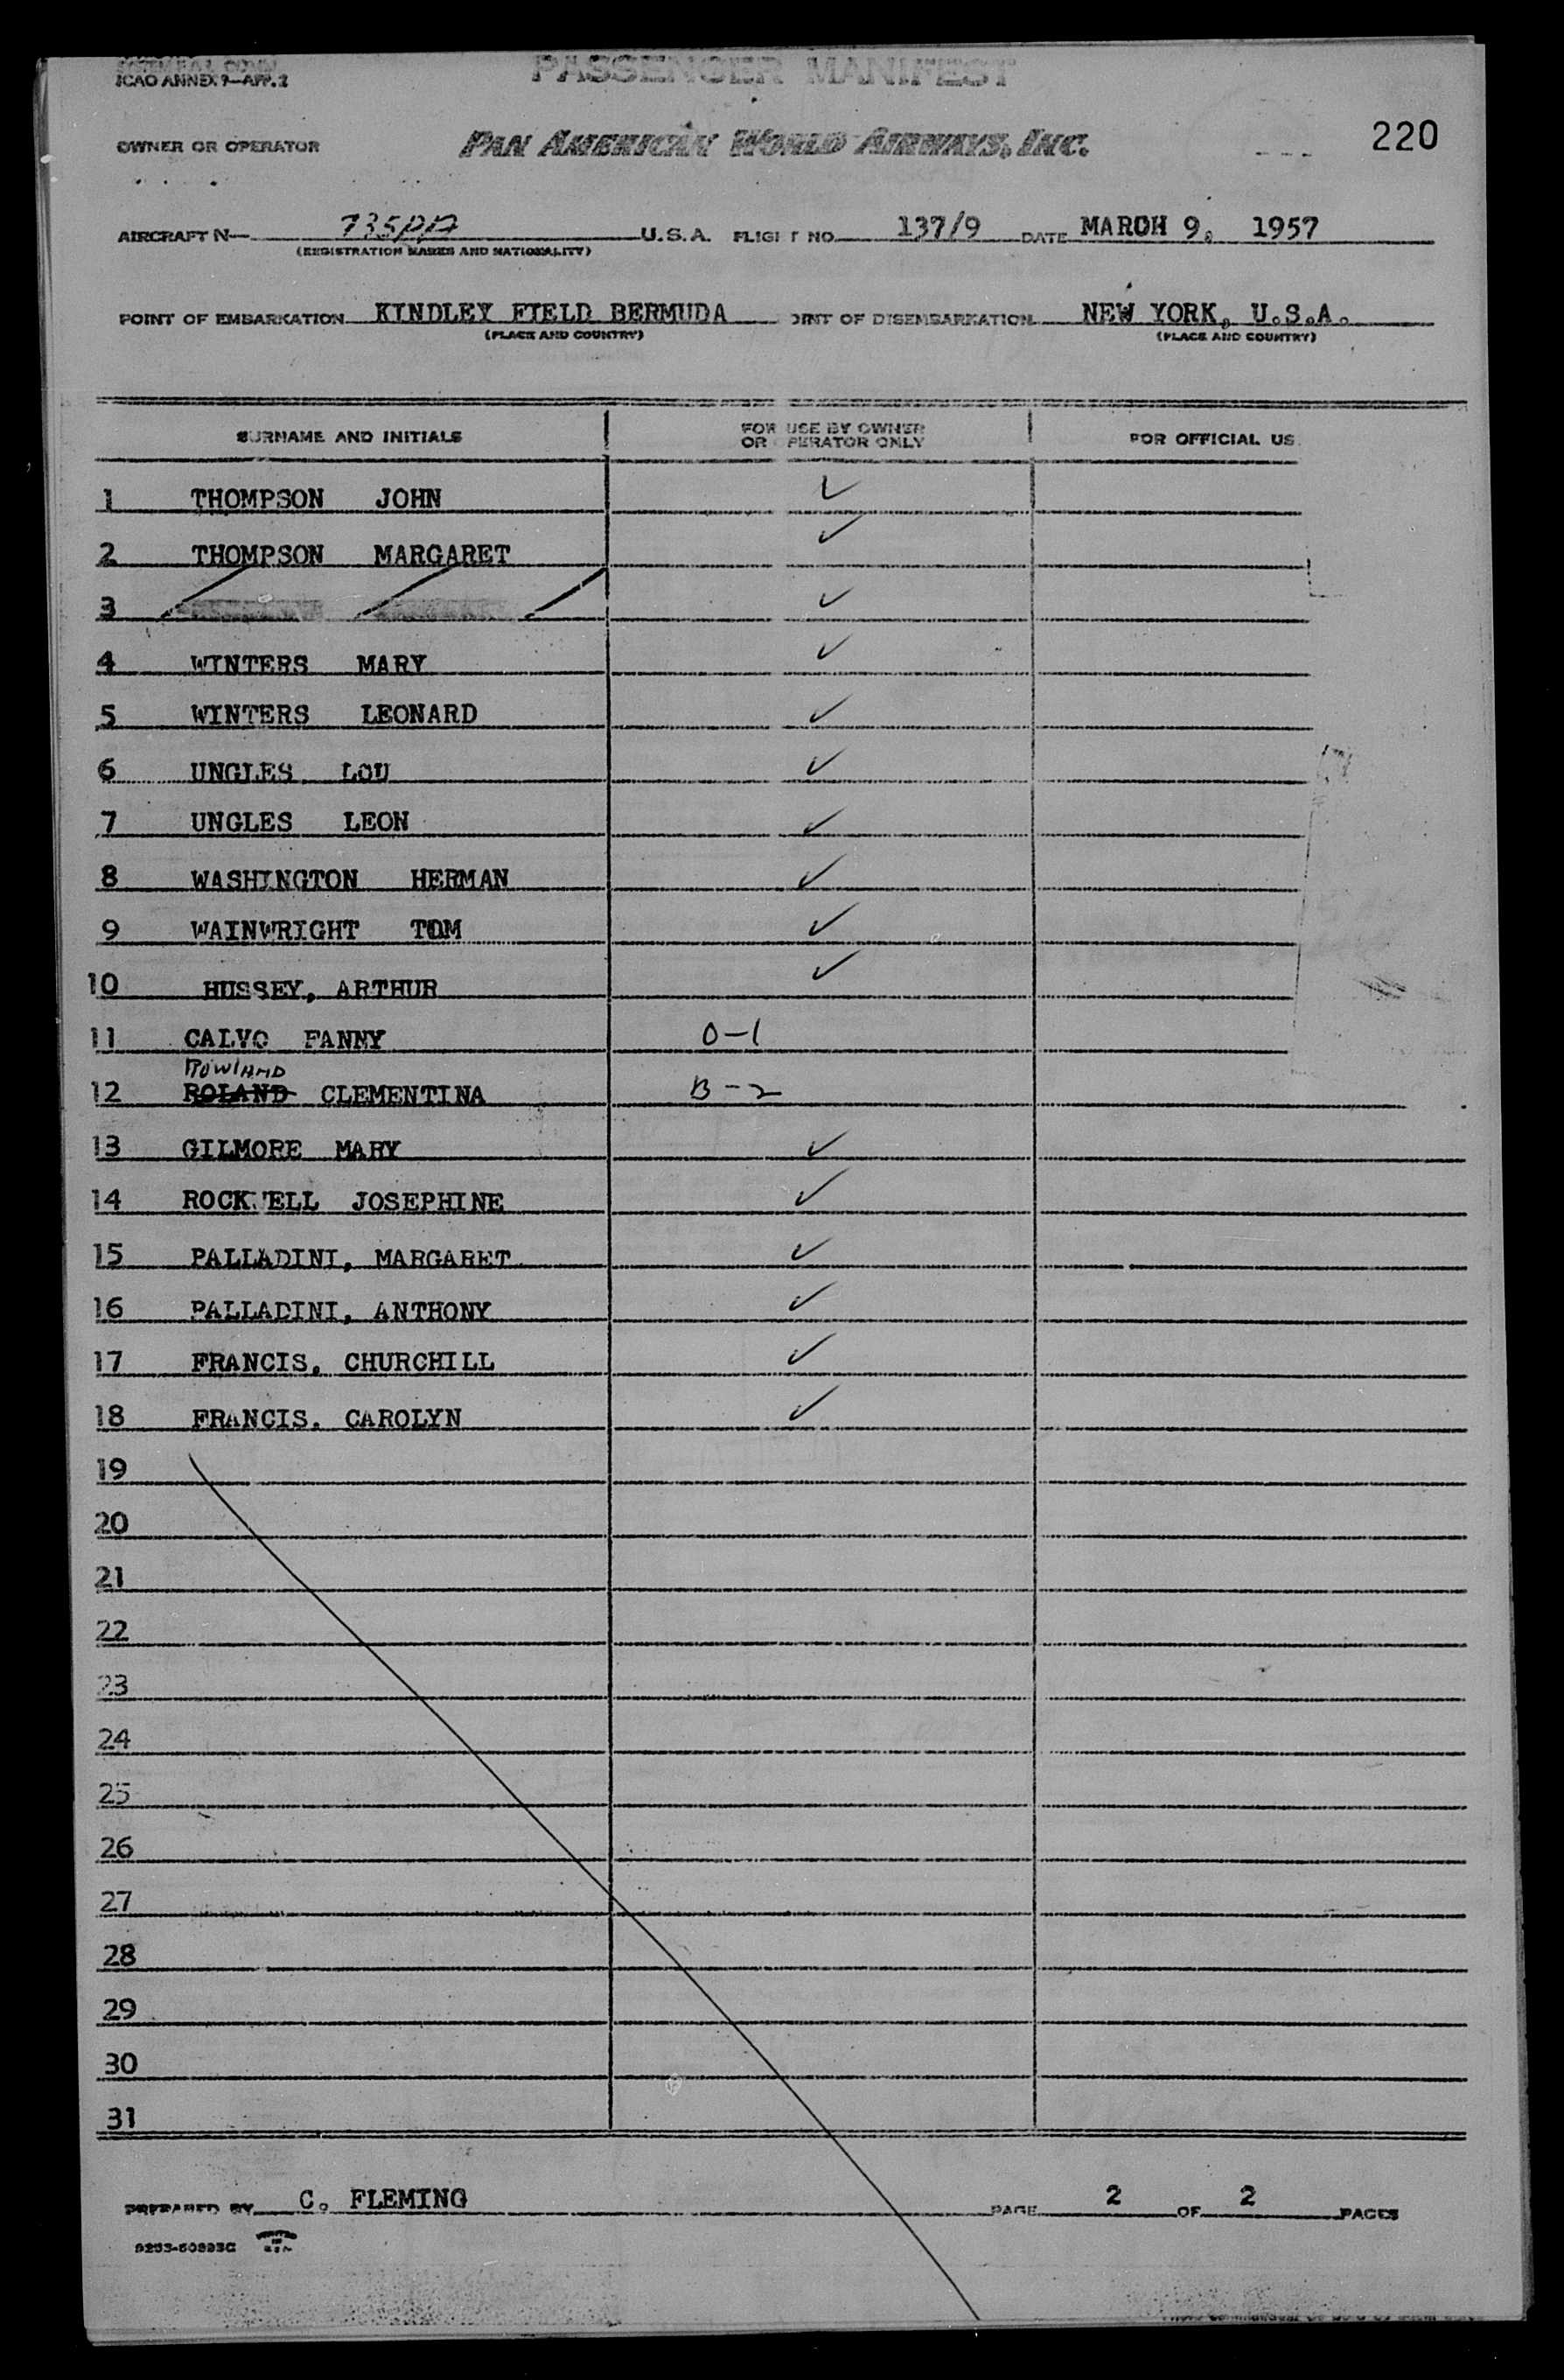 ICAO ANNEX 9—APP. 2
PASSENGER MANIFEST
OWNER OR OPERATOR PAN AMERICAN WORLD AIRWAYS, INC. 220
AIRCRAFT N— 735PA U.S.A. FLIGHT NO. 137/9 DATE MARCH 9, 1957
(REGISTRATION MARKS AND NATIONALITY)
POINT OF EMBARKATION KINDLEY FIELD BERMUDA OINT OF DISEMBARKATION NEW YORK, U.S.A.
(PLACE AND COUNTRY) (PLACE AND COUNTRY)
SURNAME AND INITIALS FOR USE BY OWNER OR PERATOR ONLY FOR OFFICIAL US
1 THOMPSON JOHN ✓
2 THOMPSON MARGARET ✓
3 ✓
4 WINTERS MARY ✓
5 WINTERS LEONARD ✓
6 UNGLES LOU ✓
7 UNGLES LEON ✓
8 WASHINGTON HERMAN ✓
9 WAINWRIGHT TOM ✓
10 HUSSEY, ARTHUR ✓
11 CALVO FANNY O-1
ROWLAND
12 ROLAND CLEMENTINA B-2
13 GILMORE MARY ✓
14 ROCKWELL JOSEPHINE ✓
15 PALLADINI, MARGARET ✓
16 PALLADINI, ANTHONY ✓
17 FRANCIS, CHURCHILL ✓
18 FRANCIS. CAROLYN ✓
19
20
21
22
23
24
25
26
27
28
29
30
31
PREPARED BY C. FLEMING PAGE 2 OF 2 PAGES